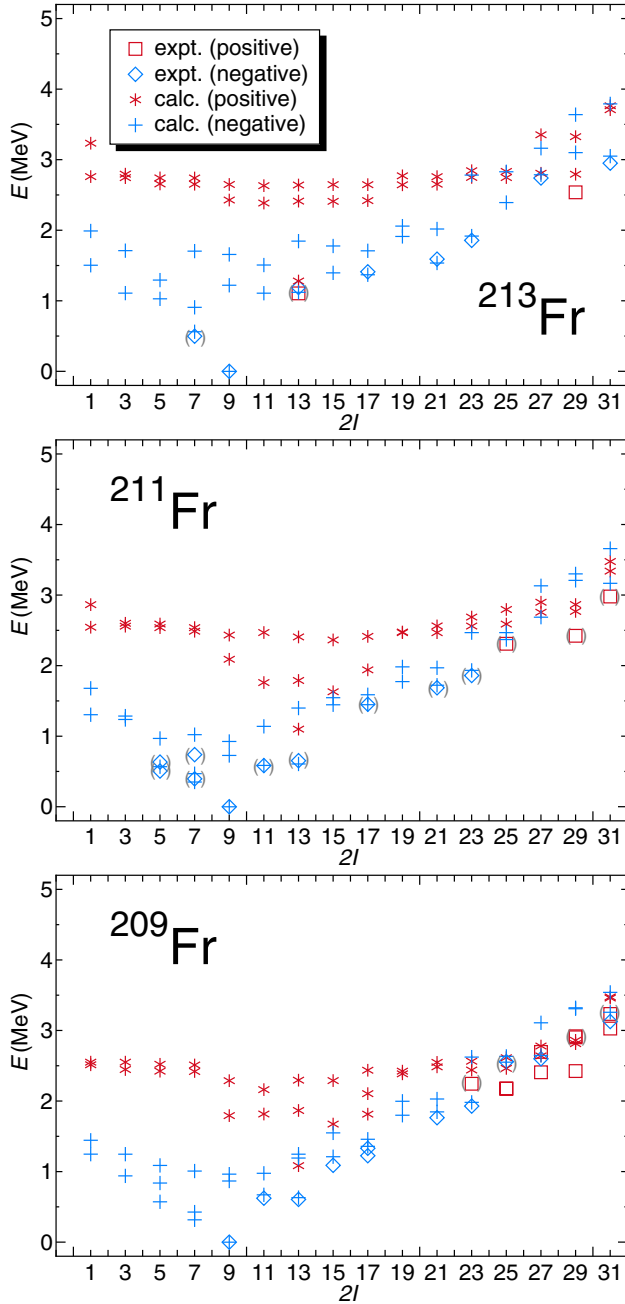 5
4
3
2
1
0
E(MeV)
expt. (positive)
expt. (negative)
calc. (positive)
calc. (negative)
²¹³Fr
1 3 5 7 9 11 13 15 17 19 21 23 25 27 29 31
2I
5
4
3
2
1
0
E(MeV)
²¹¹Fr
1 3 5 7 9 11 13 15 17 19 21 23 25 27 29 31
2I
5
4
3
2
1
0
E(MeV)
²⁰⁹Fr
1 3 5 7 9 11 13 15 17 19 21 23 25 27 29 31
2I